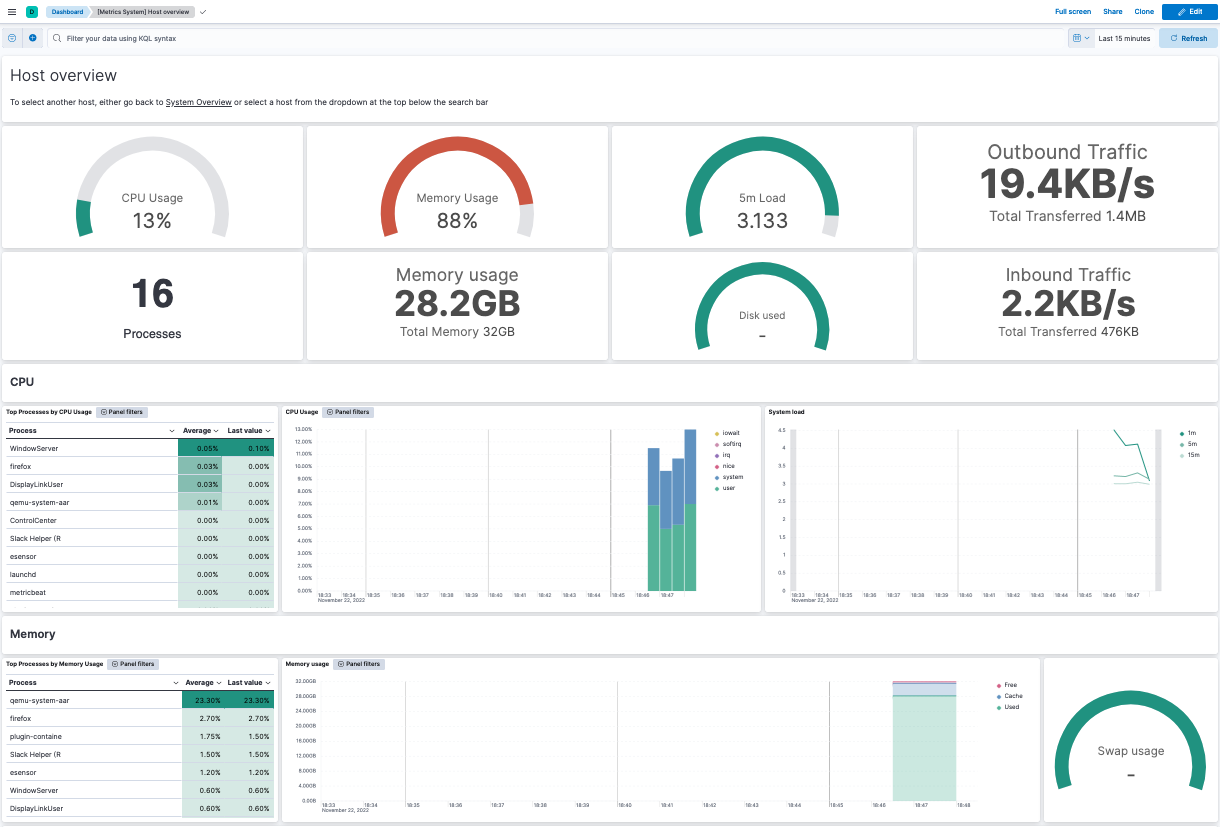 D Dashboard [Metrics System] Host overview Full screen Share Clone Edit
Filter your data using KQL syntax Last 15 minutes Refresh
Host overview
To select another host, either go back to System Overview or select a host from the dropdown at the top below the search bar
CPU Usage
13%
Memory Usage
88%
5m Load
3.133
Outbound Traffic
19.4KB/s
Total Transferred 1.4MB
16
Processes
Memory usage
28.2GB
Total Memory 32GB
Disk used
-
Inbound Traffic
2.2KB/s
Total Transferred 476KB
CPU
Top Processes by CPU Usage Panel filters
Process Average Last value
WindowServer 0.05% 0.10%
firefox 0.03% 0.00%
DisplayLinkUser 0.03% 0.00%
qemu-system-aar 0.01% 0.00%
ControlCenter 0.00% 0.00%
Slack Helper (R 0.00% 0.00%
esensor 0.00% 0.00%
launchd 0.00% 0.00%
metricbeat 0.00% 0.00%
CPU Usage Panel filters
13.00%
12.00%
11.00%
10.00%
9.00%
8.00%
7.00%
6.00%
5.00%
4.00%
3.00%
2.00%
1.00%
0.00%
18:33 18:34 18:35 18:36 18:37 18:38 18:39 18:40 18:41 18:42 18:43 18:44 18:45 18:46 18:47
November 22, 2023
iowait
softirq
irq
nice
system
user
System load
4.5
4
3.5
3
2.5
2
1.5
1
0.5
0
18:33 18:34 18:35 18:36 18:37 18:38 18:39 18:40 18:41 18:42 18:43 18:44 18:45 18:46 18:47
November 22, 2023
1m
5m
15m
Memory
Top Processes by Memory Usage Panel filters
Process Average Last value
qemu-system-aar 23.30% 23.30%
firefox 2.70% 2.70%
plugin-containe 1.75% 1.50%
Slack Helper (R 1.50% 1.50%
esensor 1.20% 1.20%
WindowServer 0.60% 0.60%
DisplayLinkUser 0.60% 0.60%
Memory usage Panel filters
32.00GB
28.00GB
24.00GB
20.00GB
16.00GB
12.00GB
8.00GB
4.00GB
0.00B
18:33 18:34 18:35 18:36 18:37 18:38 18:39 18:40 18:41 18:42 18:43 18:44 18:45 18:46 18:47 18:48
November 22, 2023
Free
Cache
Used
Swap usage
-